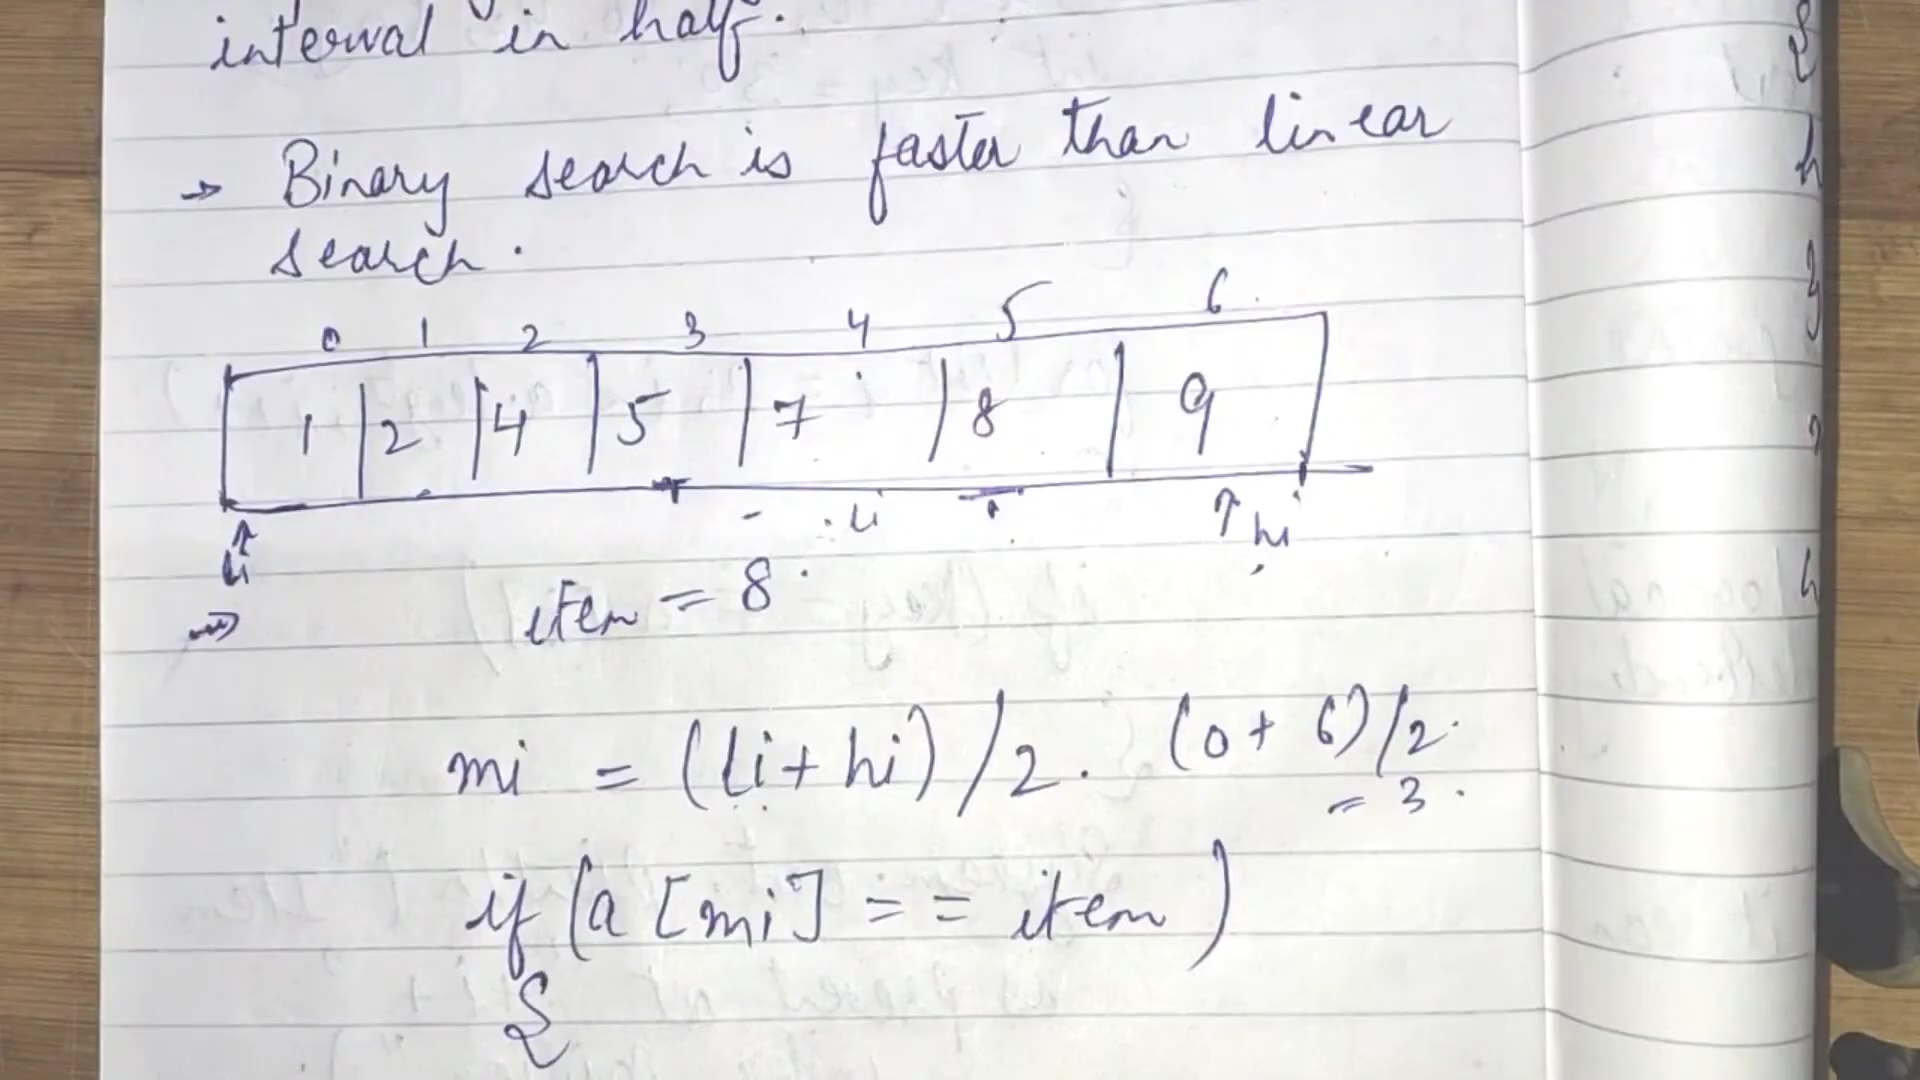 interval in half.
→ Binary search is faster than linear
search.
0 1 2 3 4 5 6
1 | 2 | 4 | 5 | 7 | 8 | 9
li
li
hi
item = 8
mi = (li + hi) / 2. (0 + 6) / 2.
= 3.
if (a [mi] == item)
{